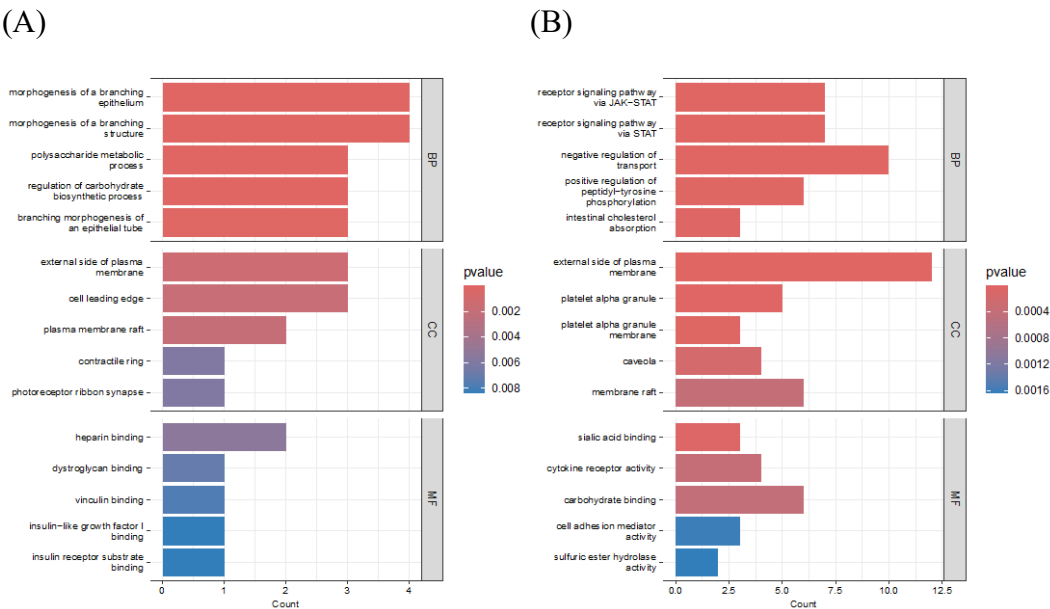 (A)
morphogenesis of a branching
epithelium
morphogenesis of a branching
structure
polysaccharide metabolic
process
regulation of carbohydrate
biosynthetic process
branching morphogenesis of
an epithelial tube
BP
external side of plasma
membrane
cell leading edge
plasma membrane raft
contractile ring
photoreceptor ribbon synapse
CC
heparin binding
dystroglycan binding
vinculin binding
insulin−like growth factor I
binding
insulin receptor substrate
binding
MF
0 1 2 3 4
Count
pvalue
0.002
0.004
0.006
0.008
(B)
receptor signaling pathway
via JAK−STAT
receptor signaling pathway
via STAT
negative regulation of
transport
positive regulation of
peptidyl−tyrosine
phosphorylation
intestinal cholesterol
absorption
BP
external side of plasma
membrane
platelet alpha granule
platelet alpha granule
membrane
caveola
membrane raft
CC
sialic acid binding
cytokine receptor activity
carbohydrate binding
cell adhesion mediator
activity
sulfuric ester hydrolase
activity
MF
0.0 2.5 5.0 7.5 10.0 12.5
Count
pvalue
0.0004
0.0008
0.0012
0.0016